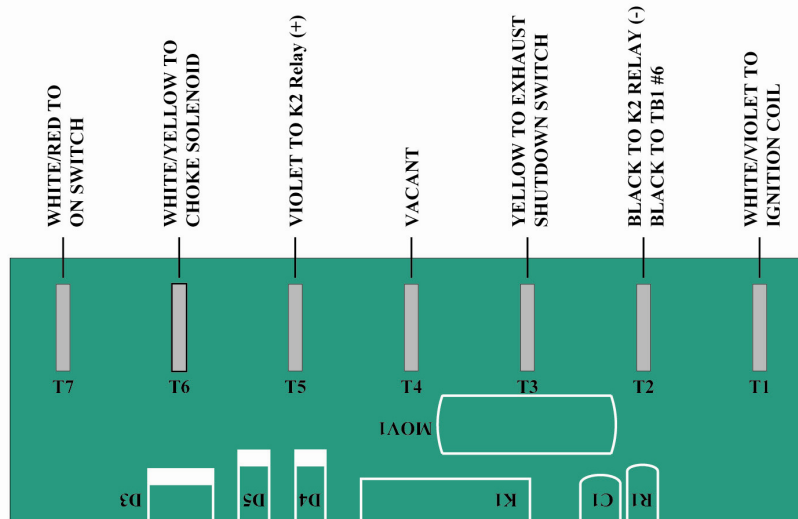 WHITE/RED TO
ON SWITCH
WHITE/YELLOW TO
CHOKE SOLENOID
VIOLET TO K2 Relay (+)
VACANT
YELLOW TO EXHAUST
SHUTDOWN SWITCH
BLACK TO K2 RELAY (-)
BLACK TO TB1 #6
WHITE/VIOLET TO
IGNITION COIL
T7
T6
T5
T4
T3
T2
T1
MOV1
D3
D5
D4
K1
C1
R1